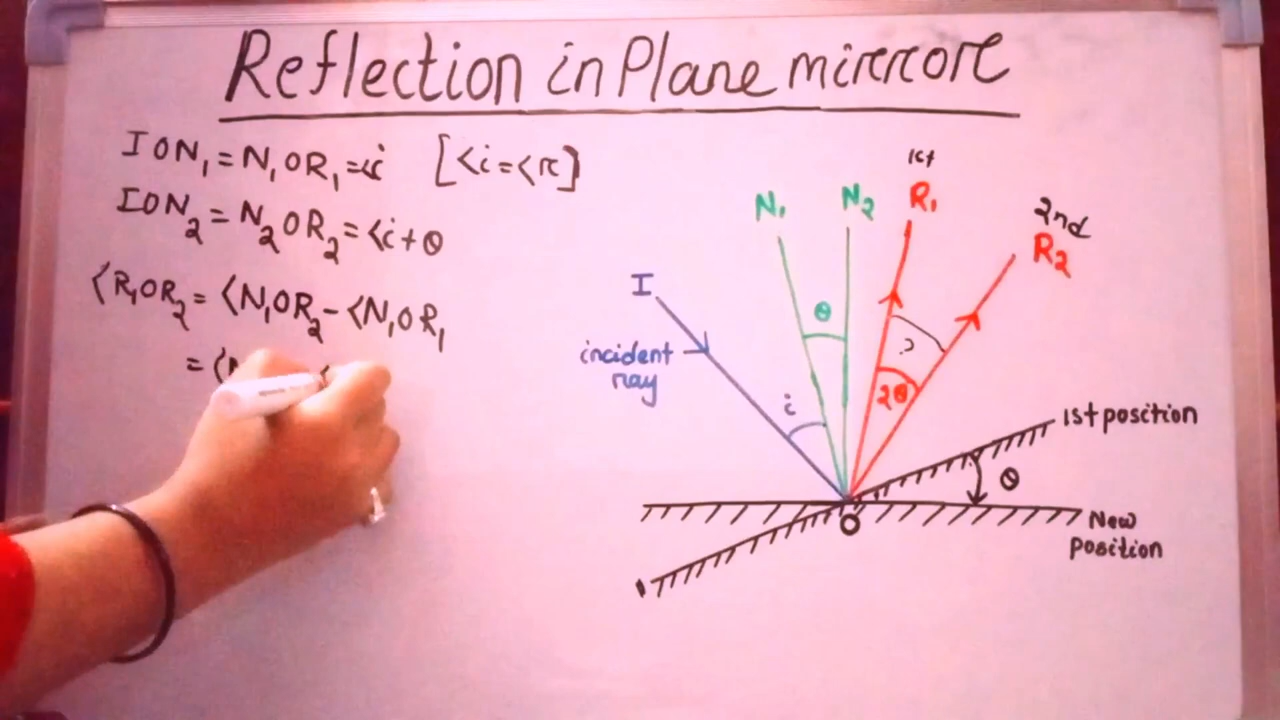 Reflection in Plane mirrore
ION₁ = N₁OR₁ = <i [<i = <r]
ION₂ = N₂OR₂ = <i + θ
<R₁OR₂ = <N₁OR₂ - <N₁OR₁
= <N
I
incident
ray
i
N₁
θ
N₂
1st
R₁
2nd
R₂
?
2θ
1st position
θ
O
New
position